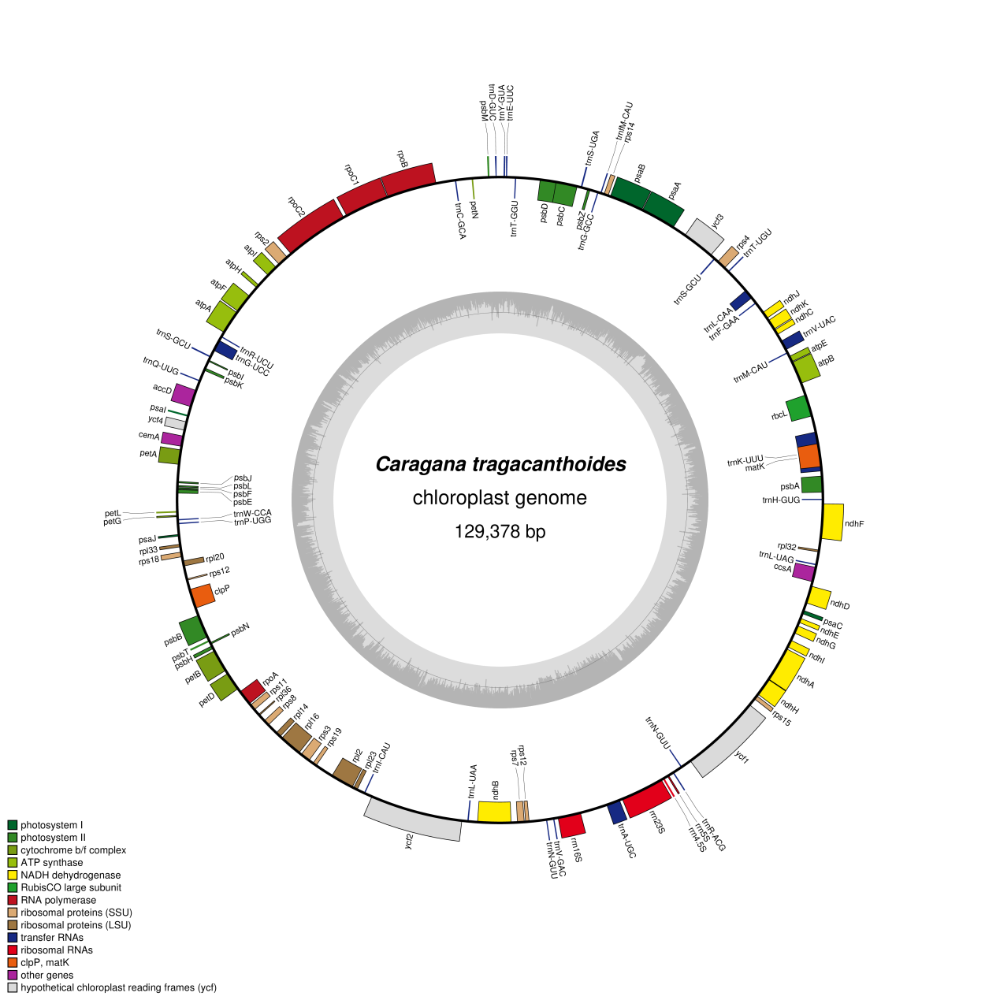 psbM
trnD-GUC
trnY-GUA
trnE-UUC
trnS-UGA
trnfM-CAU
rps14
psaB
psaA
ycf3
rps4
trnT-UGU
rpoB
rpoC1
rpoC2
rps2
atpI
atpH
atpF
atpA
trnC-GCA
petN
trnT-GGU
psbD
psbC
psbZ
trnG-GCC
trnS-GCU
trnL-CAA
trnF-GAA
ndhJ
ndhK
ndhC
trnV-UAC
trnM-CAU
atpE
atpB
rbcL
trnK-UUU
matK
psbA
trnH-GUG
ndhF
rpl32
trnL-UAG
ccsA
ndhD
psaC
ndhE
ndhG
ndhI
ndhA
ndhH
rps15
ycf1
trnN-GUU
trnR-ACG
rrn5S
rrn4.5S
rrn23S
trnA-UGC
rrn16S
trnV-GAC
trnN-GUU
rps12
rps7
ndhB
trnL-UAA
ycf2
trnI-CAU
rpl23
rpl2
rps19
rps3
rpl16
rpl14
rps8
rpl36
rps11
rpoA
petD
petB
psbH
psbT
psbN
psbB
clpP
rps12
rpl20
rps18
rpl33
psaJ
trnP-UGG
trnW-CCA
petG
petL
psbE
psbF
psbL
psbJ
petA
cemA
ycf4
psaI
accD
trnQ-UUG
psbK
psbI
trnS-GCU
trnG-UCC
trnR-UCU
Caragana tragacanthoides
chloroplast genome
129,378 bp
photosystem I
photosystem II
cytochrome b/f complex
ATP synthase
NADH dehydrogenase
RubisCO large subunit
RNA polymerase
ribosomal proteins (SSU)
ribosomal proteins (LSU)
transfer RNAs
ribosomal RNAs
clpP, matK
other genes
hypothetical chloroplast reading frames (ycf)